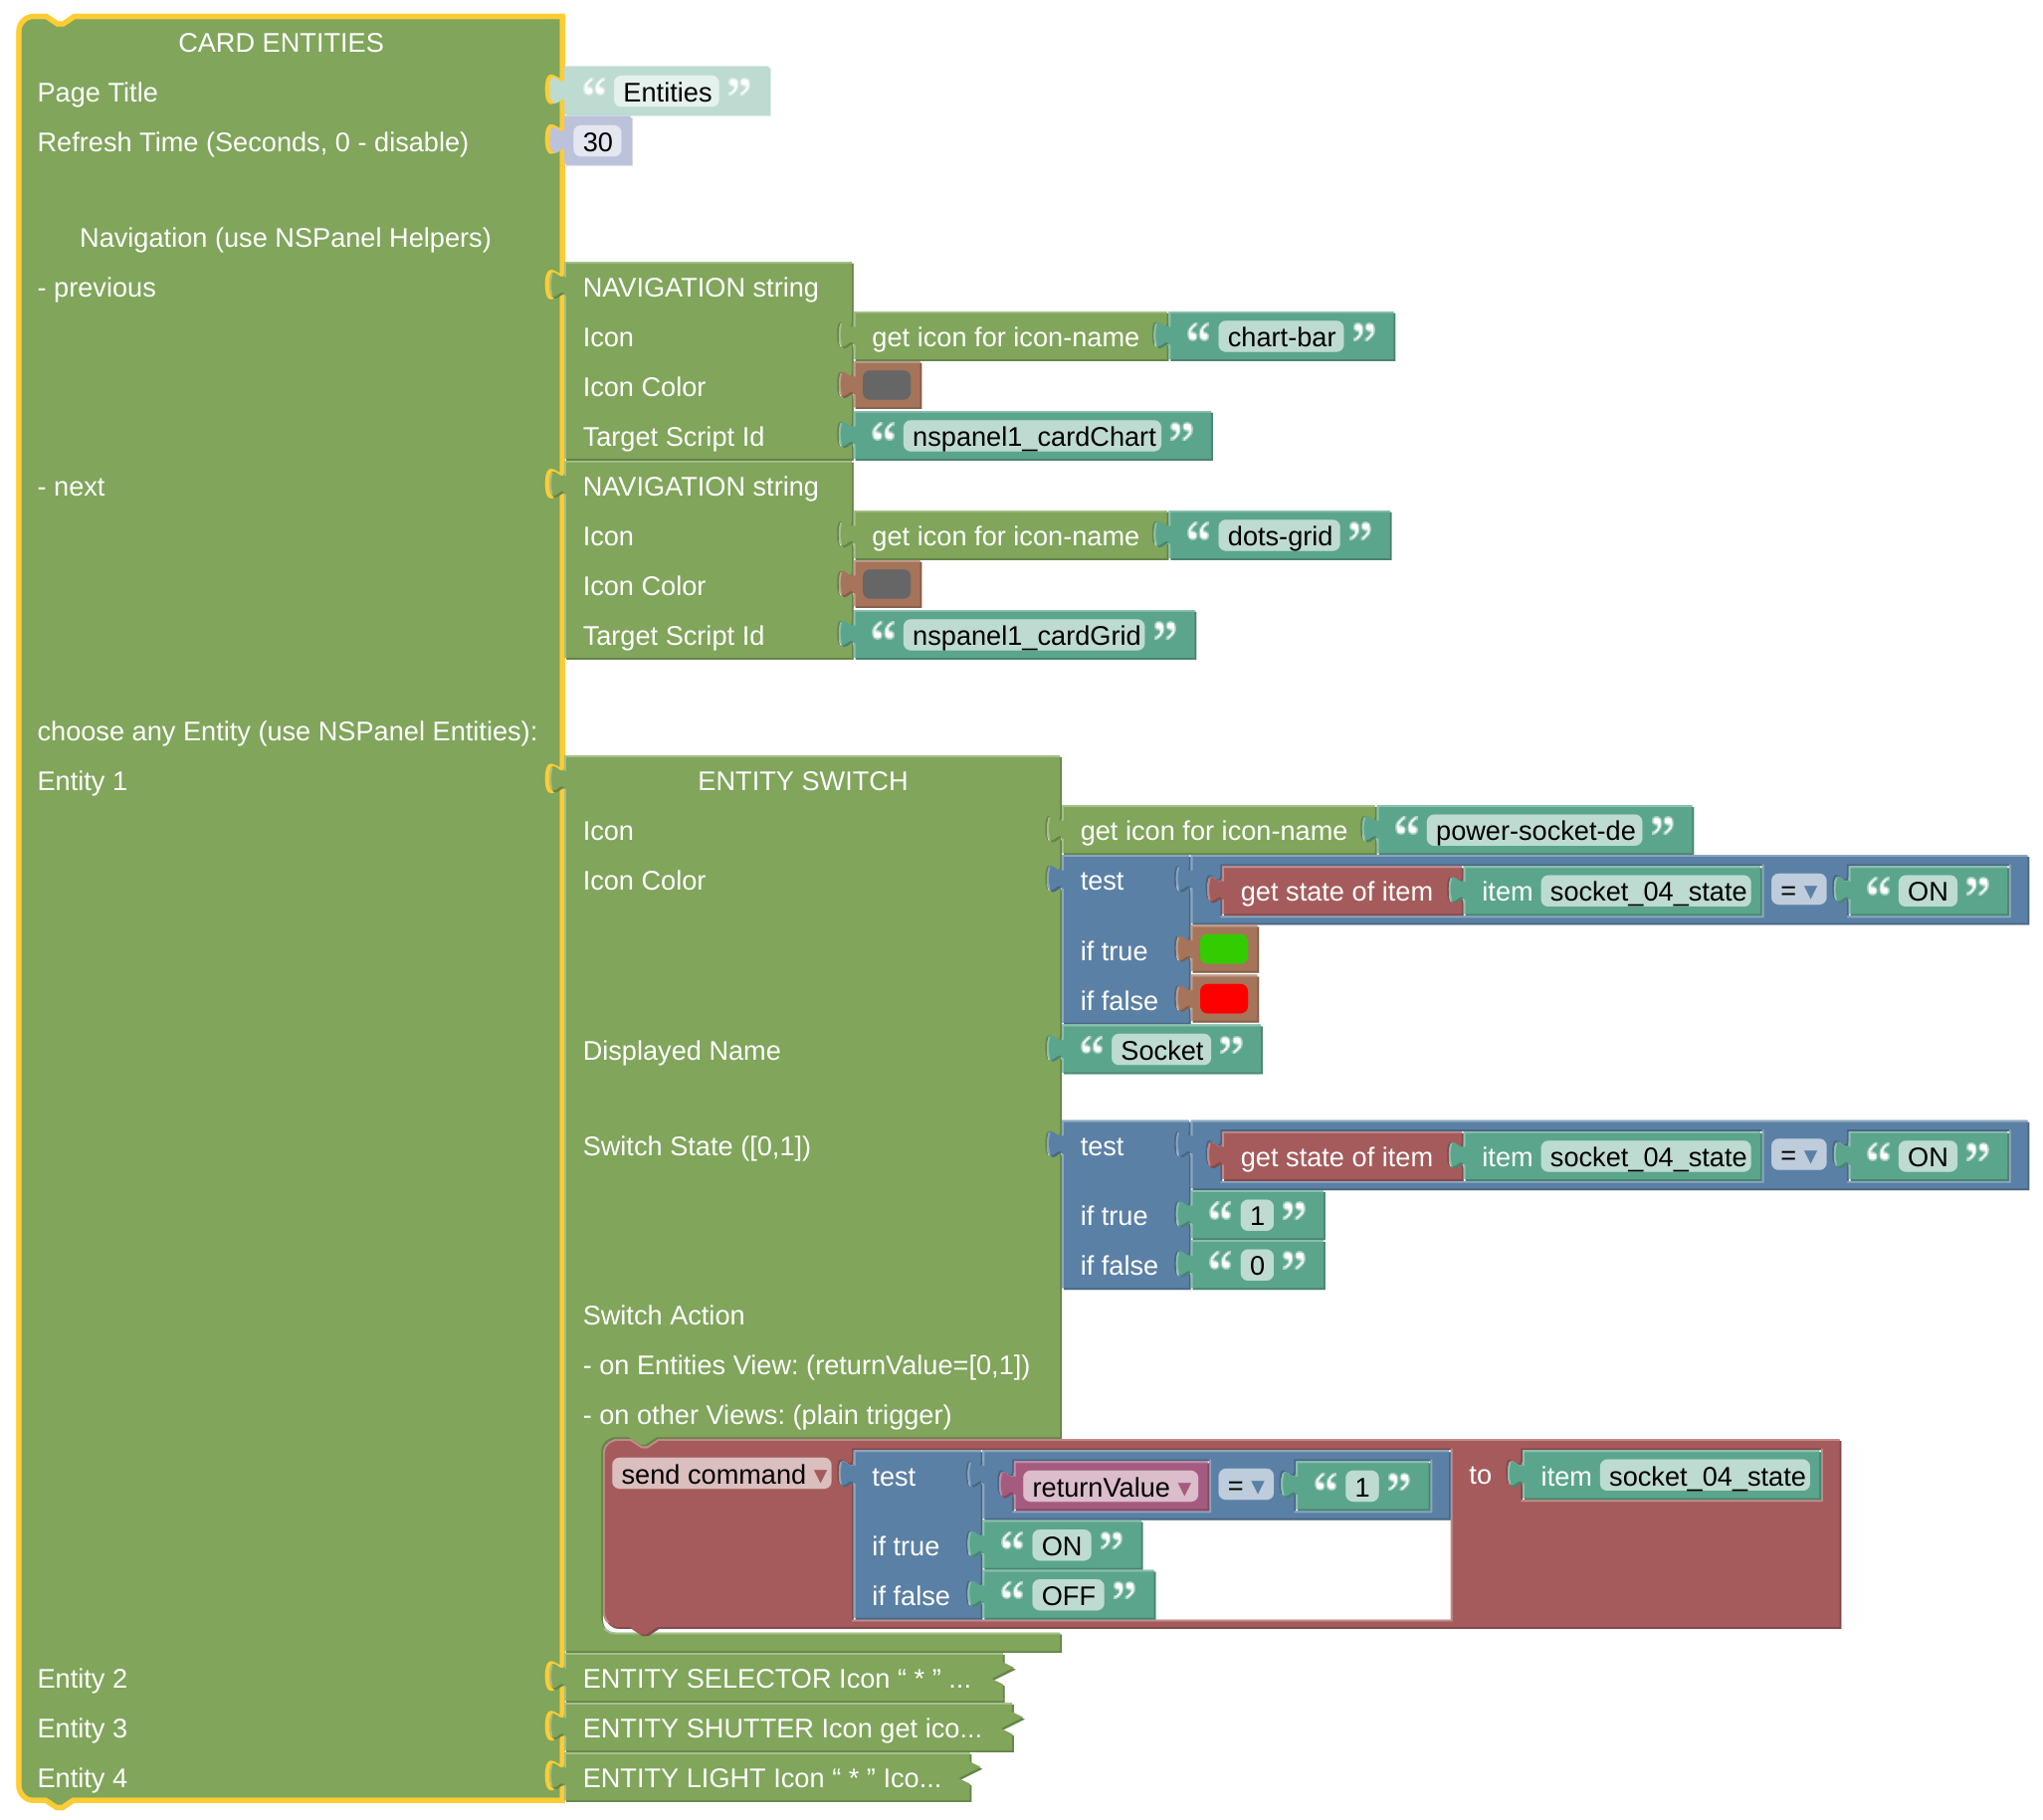 CARD ENTITIES
Page Title “ Entities ”
Refresh Time (Seconds, 0 - disable) 30
Navigation (use NSPanel Helpers)
- previous NAVIGATION string
Icon get icon for icon-name “ chart-bar ”
Icon Color
Target Script Id “ nspanel1_cardChart ”
- next NAVIGATION string
Icon get icon for icon-name “ dots-grid ”
Icon Color
Target Script Id “ nspanel1_cardGrid ”
choose any Entity (use NSPanel Entities):
Entity 1 ENTITY SWITCH
Icon get icon for icon-name “ power-socket-de ”
Icon Color test get state of item item socket_04_state = ▾ “ ON ”
if true
if false
Displayed Name “ Socket ”
Switch State ([0,1]) test get state of item item socket_04_state = ▾ “ ON ”
if true “ 1 ”
if false “ 0 ”
Switch Action
- on Entities View: (returnValue=[0,1])
- on other Views: (plain trigger)
send command ▾ test returnValue ▾ = ▾ “ 1 ” to item socket_04_state
if true “ ON ”
if false “ OFF ”
Entity 2 ENTITY SELECTOR Icon “ * ” ...
Entity 3 ENTITY SHUTTER Icon get ico...
Entity 4 ENTITY LIGHT Icon “ * ” Ico...